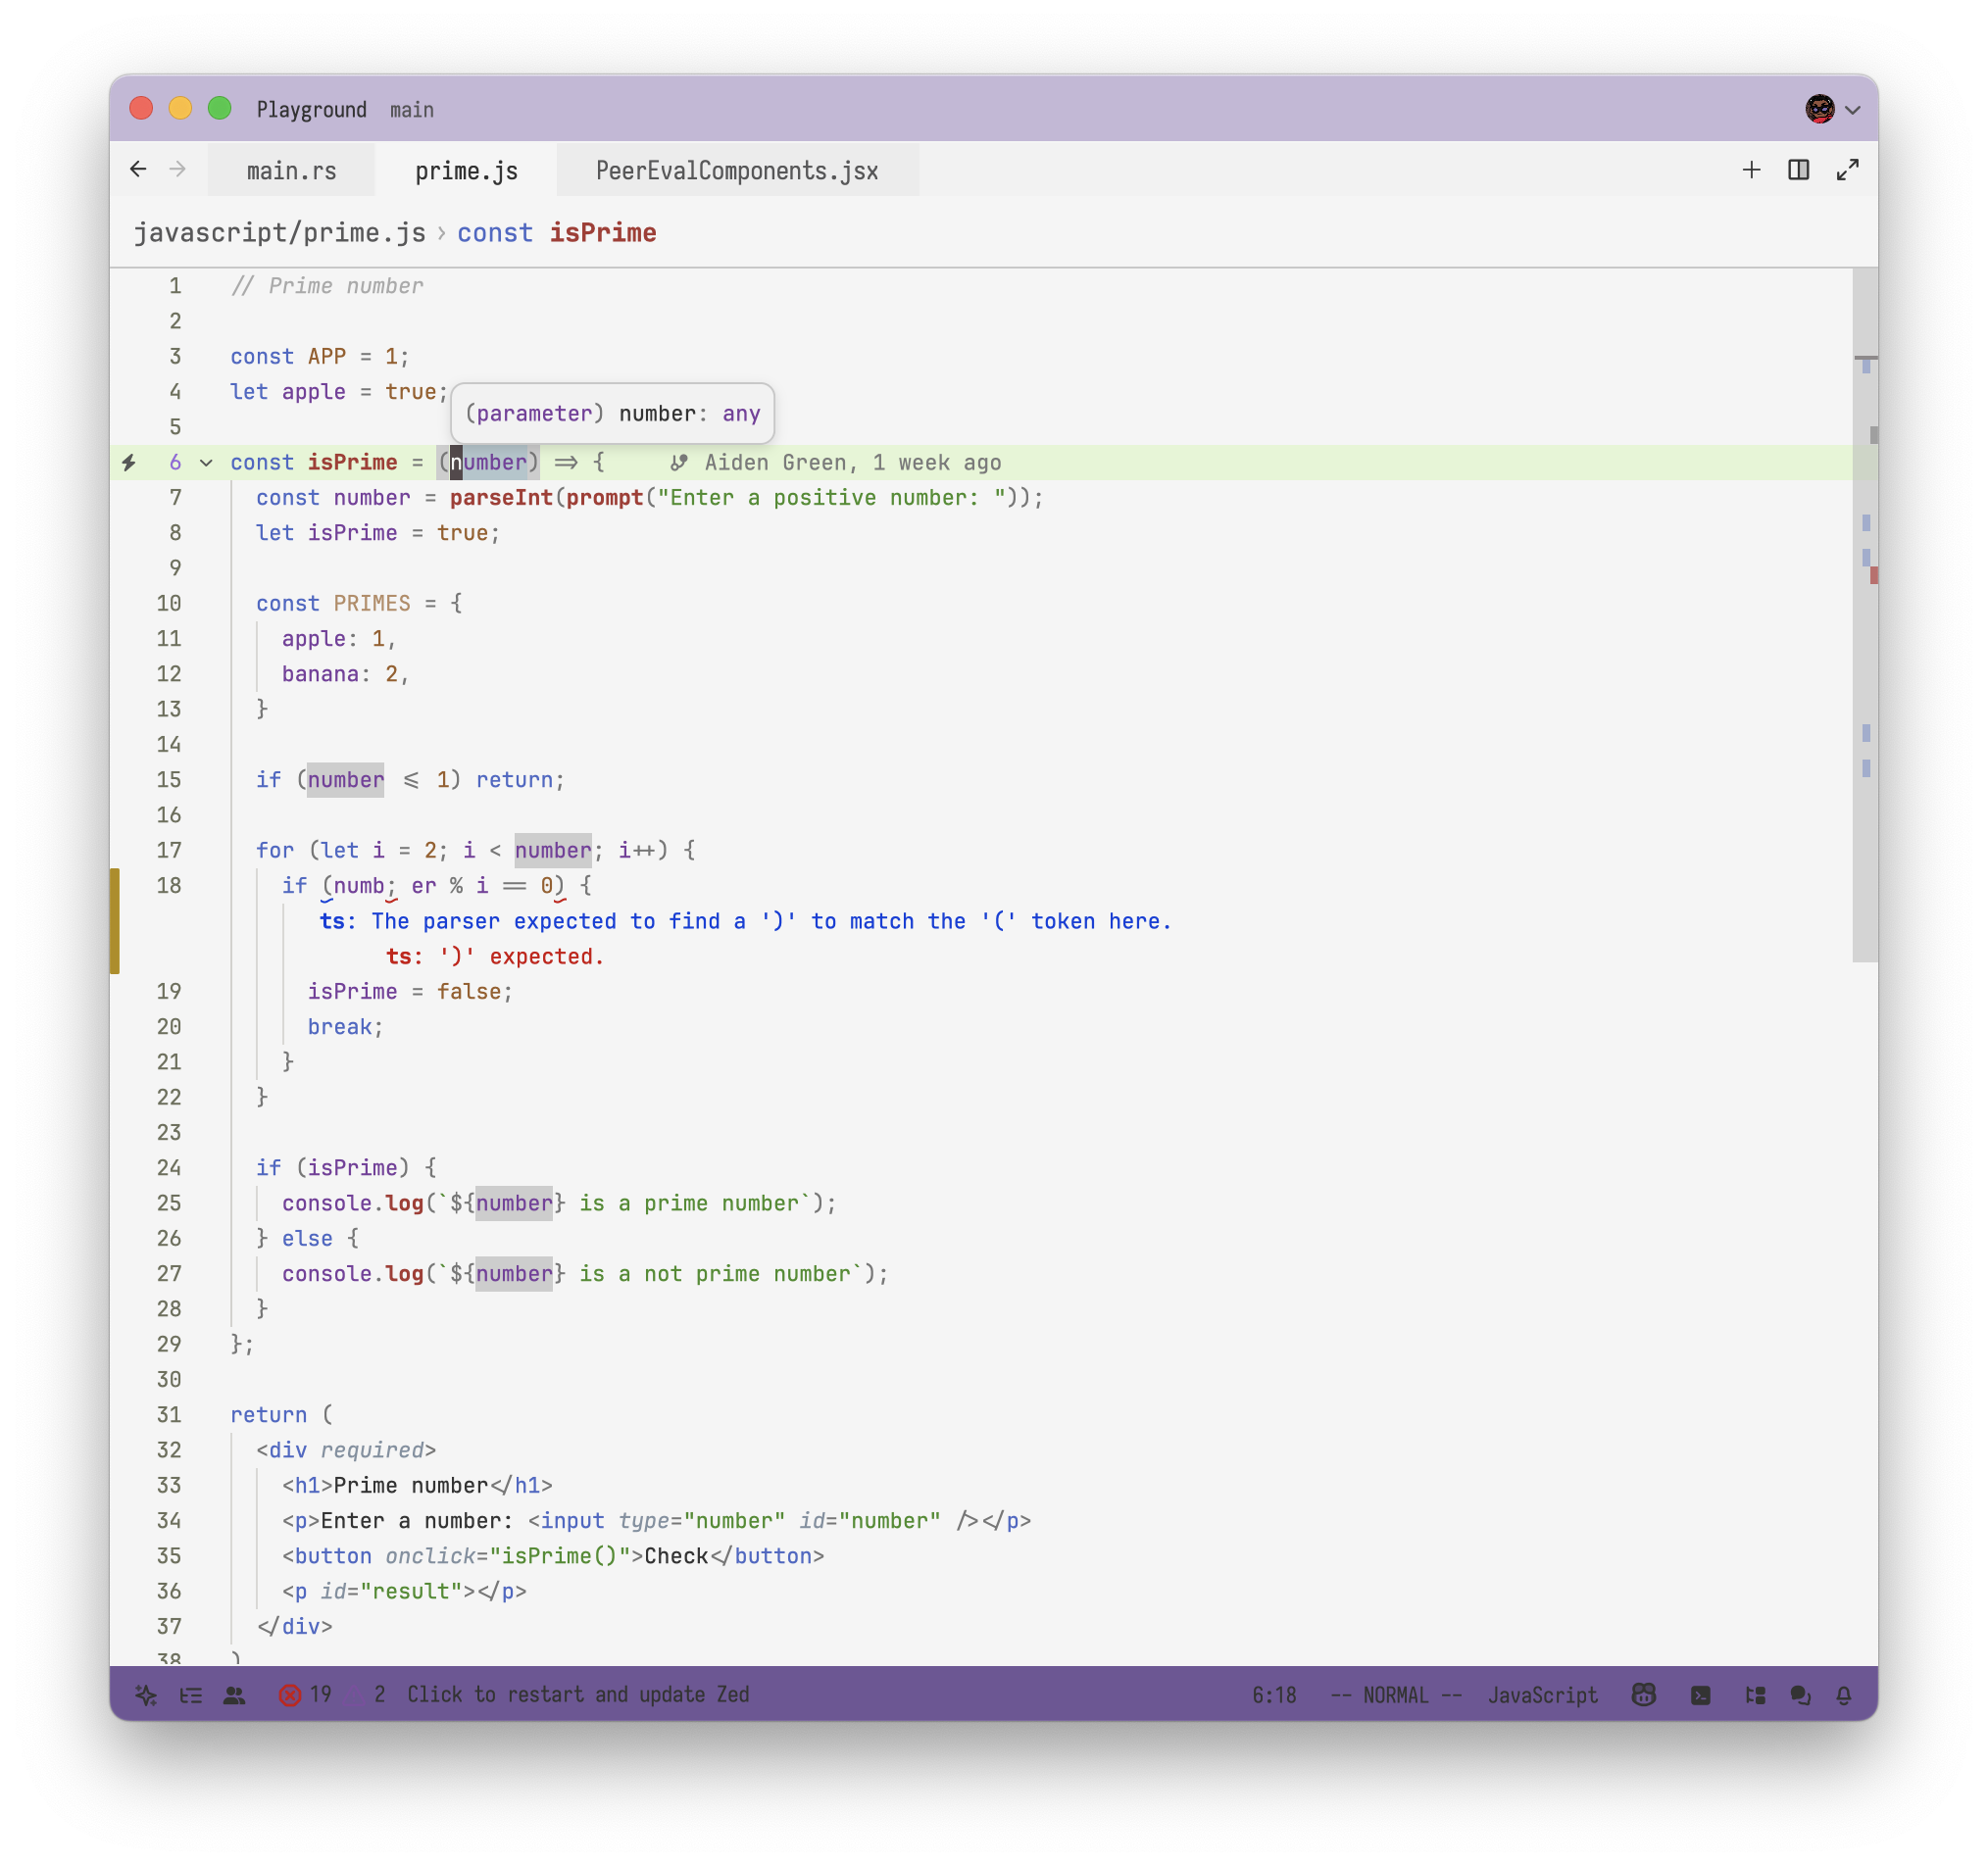 Playground main
main.rs prime.js PeerEvalComponents.jsx
javascript/prime.js › const isPrime
1 // Prime number
2
3 const APP = 1;
4 let apple = true;
(parameter) number: any
5
6 const isPrime = (number) => { Aiden Green, 1 week ago
7 const number = parseInt(prompt("Enter a positive number: "));
8 let isPrime = true;
9
10 const PRIMES = {
11 apple: 1,
12 banana: 2,
13 }
14
15 if (number <= 1) return;
16
17 for (let i = 2; i < number; i++) {
18 if (numb; er % i == 0) {
ts: The parser expected to find a ')' to match the '(' token here.
ts: ')' expected.
19 isPrime = false;
20 break;
21 }
22 }
23
24 if (isPrime) {
25 console.log(`${number} is a prime number`);
26 } else {
27 console.log(`${number} is a not prime number`);
28 }
29 };
30
31 return (
32 <div required>
33 <h1>Prime number</h1>
34 <p>Enter a number: <input type="number" id="number" /></p>
35 <button onclick="isPrime()">Check</button>
36 <p id="result"></p>
37 </div>
38 )
19 2 Click to restart and update Zed 6:18 -- NORMAL -- JavaScript